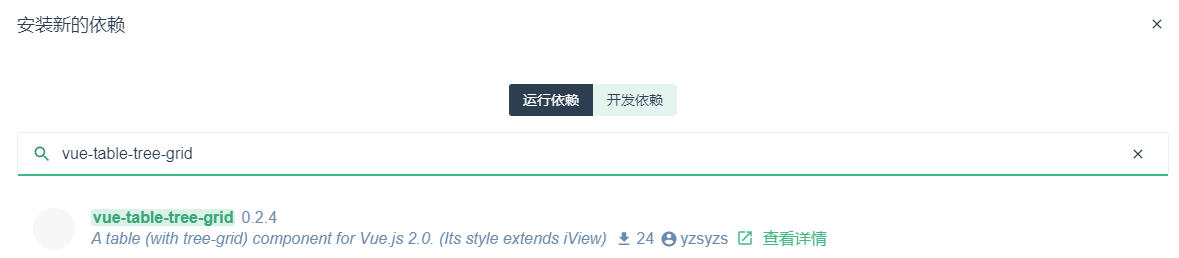 安装新的依赖
运行依赖 开发依赖
vue-table-tree-grid
vue-table-tree-grid 0.2.4
A table (with tree-grid) component for Vue.js 2.0. (Its style extends iView) 24 yzsyzs 查看详情